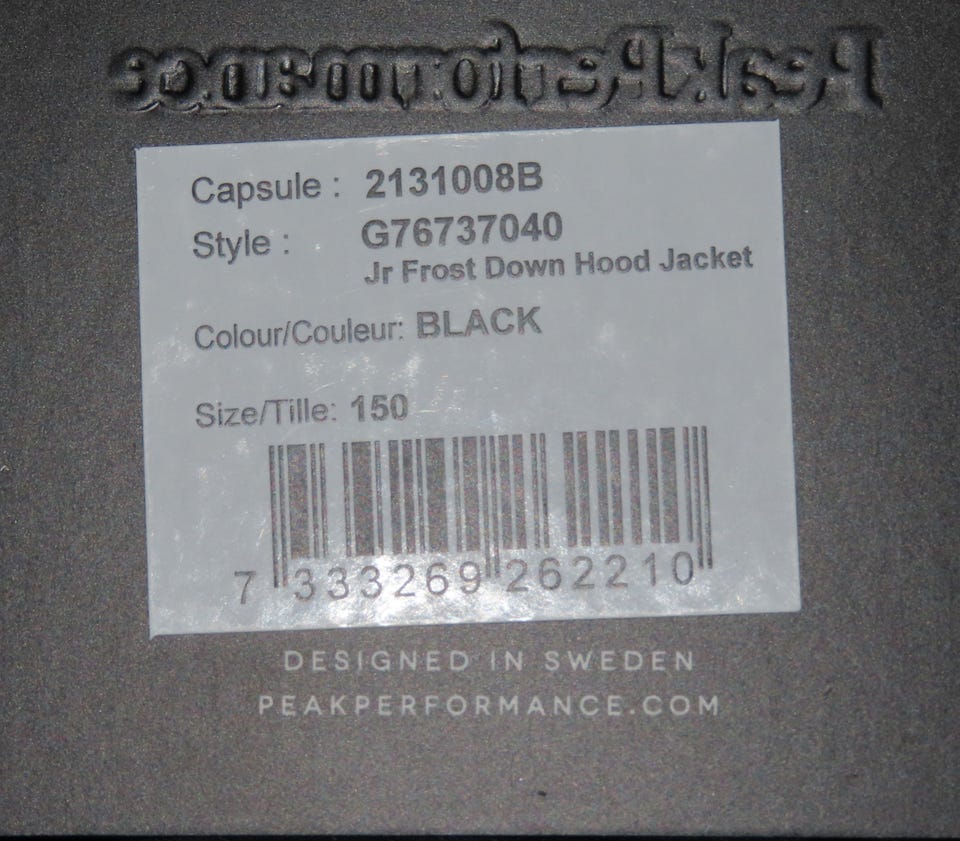 PeakPerformance
Capsule : 2131008B
Style : G76737040
Jr Frost Down Hood Jacket
Colour/Couleur: BLACK
Size/Tille: 150
7 333269 262210
DESIGNED IN SWEDEN
PEAKPERFORMANCE.COM